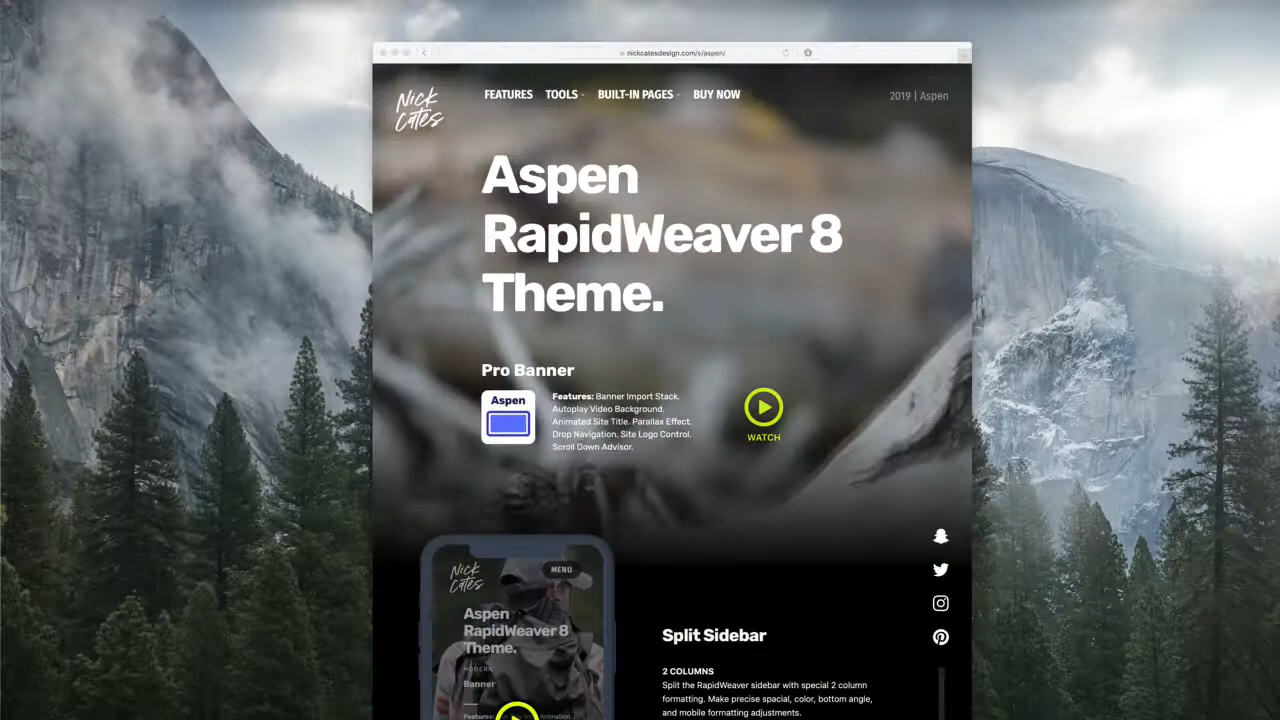 nickcatesdesign.com/s/aspen/
Nick
Cates
FEATURES TOOLS BUILT-IN PAGES BUY NOW
2019 | Aspen
Aspen
RapidWeaver 8
Theme.
Pro Banner
Aspen
Features: Banner Import Stack.
Autoplay Video Background.
Animated Site Title. Parallax Effect.
Drop Navigation. Site Logo Control.
Scroll Down Advisor.
WATCH
Nick
Cates
MENU
Aspen
RapidWeaver 8
Theme.
MODERN
Banner
Features:
Animation
Split Sidebar
2 COLUMNS
Split the RapidWeaver sidebar with special 2 column
formatting. Make precise spacial, color, bottom angle,
and mobile formatting adjustments.